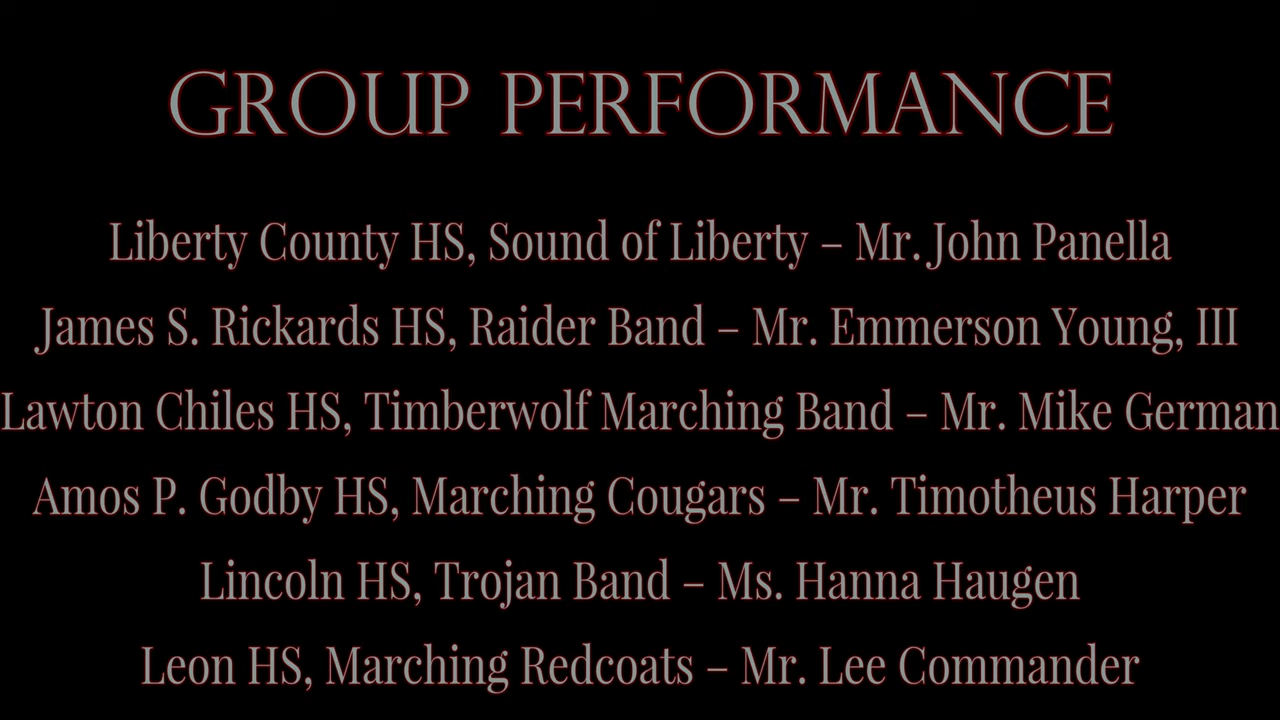 GROUP PERFORMANCE
Liberty County HS, Sound of Liberty – Mr. John Panella
James S. Rickards HS, Raider Band – Mr. Emmerson Young, III
Lawton Chiles HS, Timberwolf Marching Band – Mr. Mike German
Amos P. Godby HS, Marching Cougars – Mr. Timotheus Harper
Lincoln HS, Trojan Band – Ms. Hanna Haugen
Leon HS, Marching Redcoats – Mr. Lee Commander